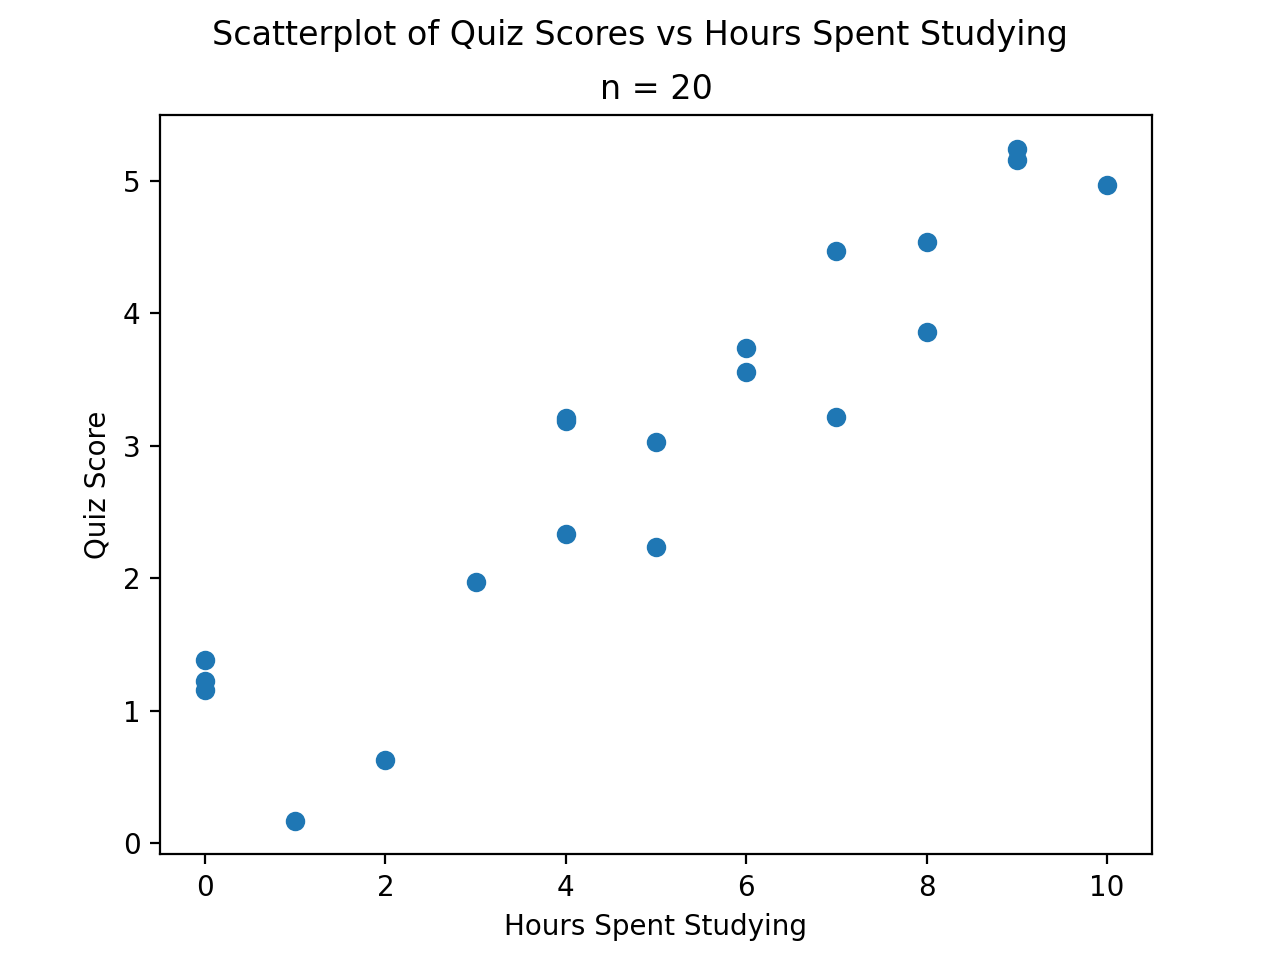 Scatterplot of Quiz Scores vs Hours Spent Studying
n = 20
5
4
3
2
1
0
Quiz Score
0 2 4 6 8 10
Hours Spent Studying